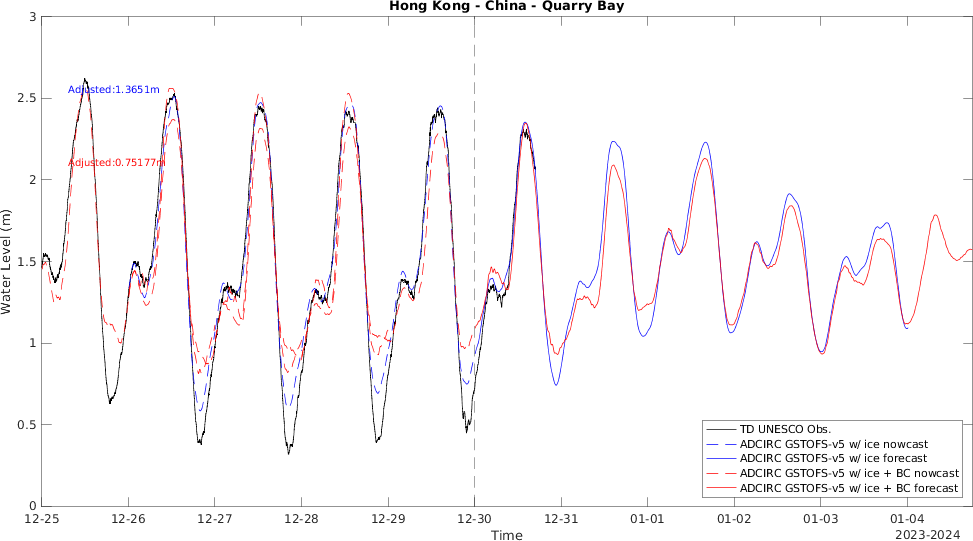 Hong Kong - China - Quarry Bay
3
2.5
2
1.5
1
0.5
0
Water Level (m)
Adjusted:1.3651m
Adjusted:0.75177m
TD UNESCO Obs.
ADCIRC GSTOFS-v5 w/ ice nowcast
ADCIRC GSTOFS-v5 w/ ice forecast
ADCIRC GSTOFS-v5 w/ ice + BC nowcast
ADCIRC GSTOFS-v5 w/ ice + BC forecast
12-25 12-26 12-27 12-28 12-29 12-30 12-31 01-01 01-02 01-03 01-04
Time
2023-2024